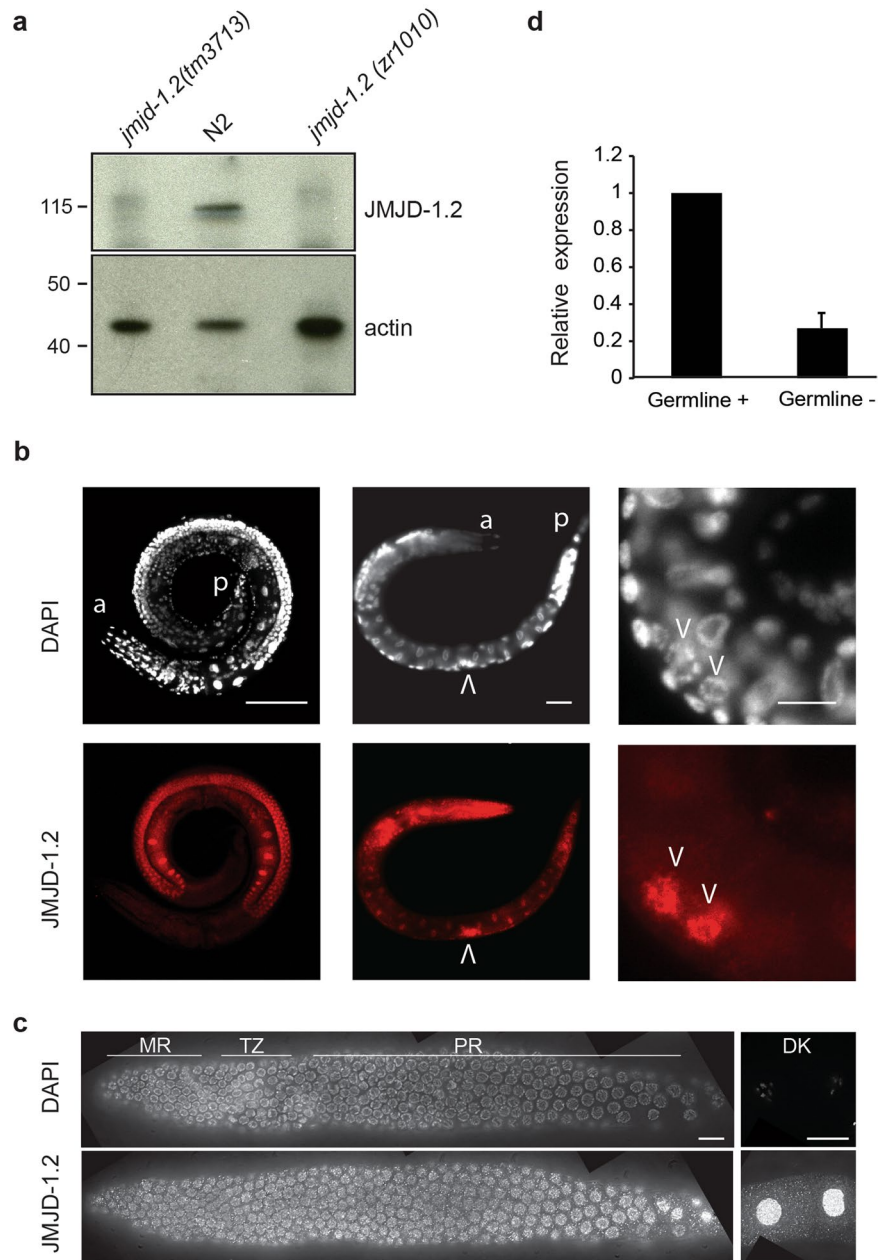 a
jmjd-1.2(tm3713)
N2
jmjd-1.2 (zr1010)
115
JMJD-1.2
50
40
actin
d
Relative expression
1.2
1
0.8
0.6
0.4
0.2
0
Germline +
Germline -
b
DAPI
a
p
a
p
Λ
V
V
JMJD-1.2
Λ
V
V
c
DAPI
MR
TZ
PR
DK
JMJD-1.2